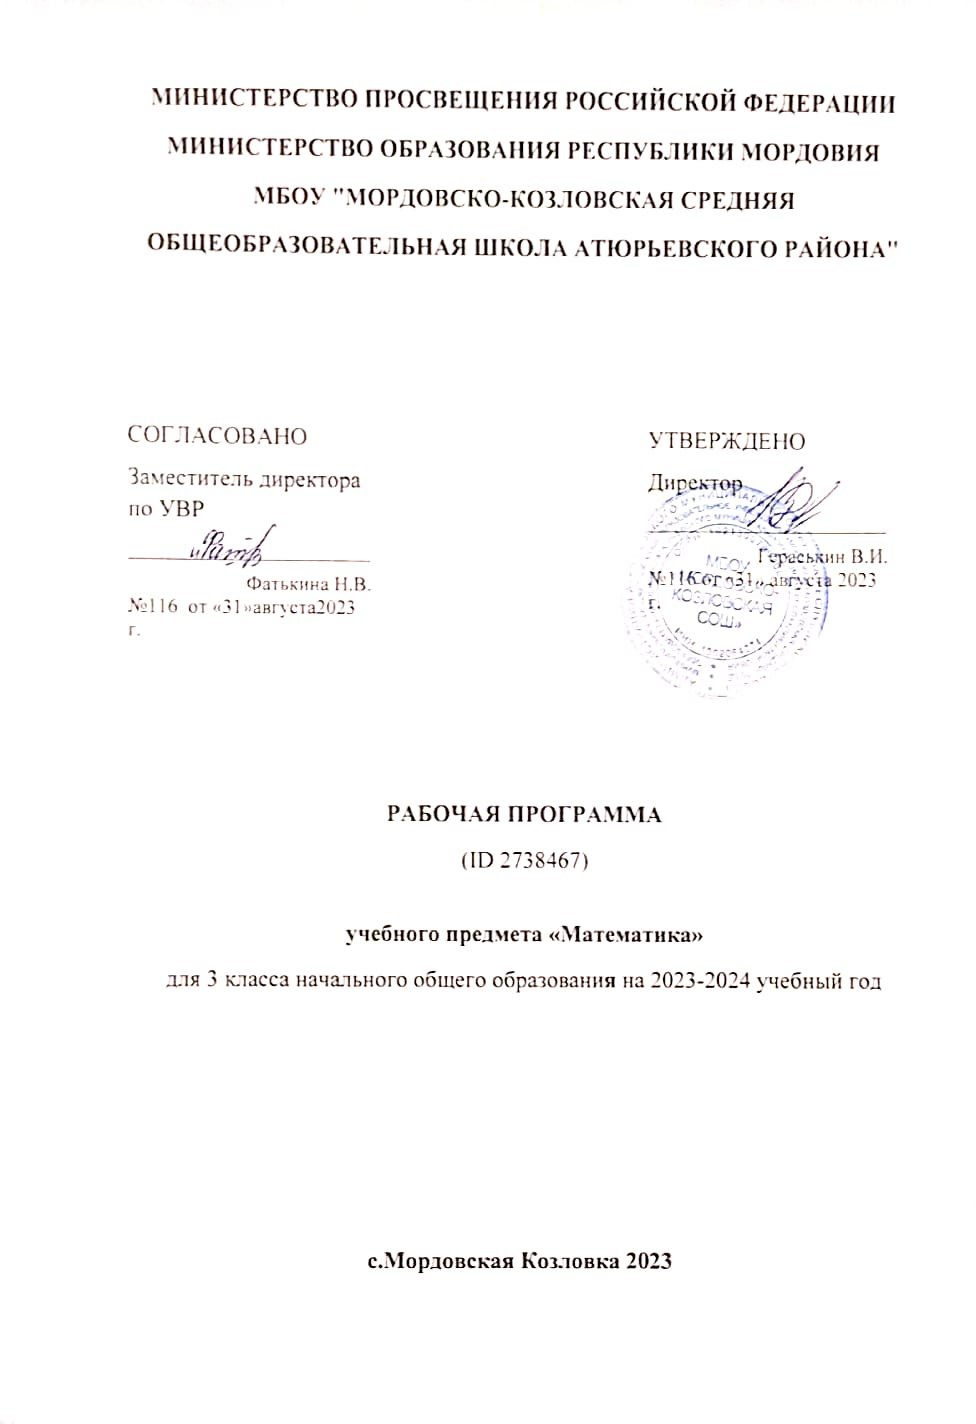 МИНИСТЕРСТВО ПРОСВЕЩЕНИЯ РОССИЙСКОЙ ФЕДЕРАЦИИ
МИНИСТЕРСТВО ОБРАЗОВАНИЯ РЕСПУБЛИКИ МОРДОВИЯ
МБОУ "МОРДОВСКО-КОЗЛОВСКАЯ СРЕДНЯЯ
ОБЩЕОБРАЗОВАТЕЛЬНАЯ ШКОЛА АТЮРЬЕВСКОГО РАЙОНА"
СОГЛАСОВАНО
Заместитель директора
по УВР
Фатькина Н.В.
№116 от «31»августа2023
г.
УТВЕРЖДЕНО
Директор
Гераськин В.И.
№116 от «31» августа 2023
г.
МБОУ
КОЗЛОВСКАЯ
СОШ»
РАБОЧАЯ ПРОГРАММА
(ID 2738467)
учебного предмета «Математика»
для 3 класса начального общего образования на 2023-2024 учебный год
с.Мордовская Козловка 2023